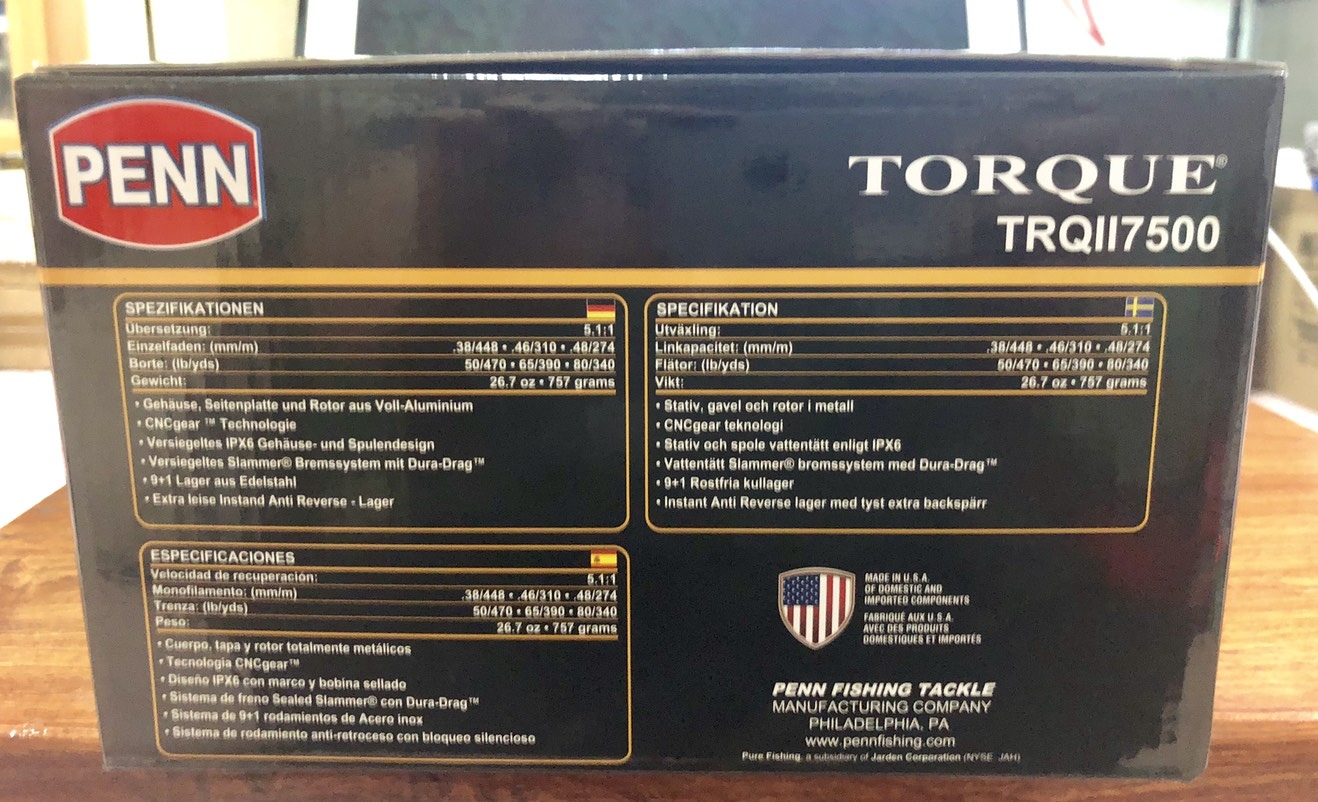 PENN
TORQUE®
TRQII7500
SPEZIFIKATIONEN
Übersetzung: 5.1:1
Einzelfaden: (mm/m) .38/448 • .46/310 • .48/274
Borte: (lb/yds) 50/470 • 65/390 • 80/340
Gewicht: 26.7 oz • 757 grams
• Gehäuse, Seitenplatte und Rotor aus Voll-Aluminium
• CNCgear ™ Technologie
• Versiegeltes IPX6 Gehäuse- und Spulendesign
• Versiegeltes Slammer® Bremssystem mit Dura-Drag™
• 9+1 Lager aus Edelstahl
• Extra leise Instand Anti Reverse - Lager
SPECIFIKATION
Utväxling: 5.1:1
Linkapacitet: (mm/m) .38/448 • .46/310 • .48/274
Flätor: (lb/yds) 50/470 • 65/390 • 80/340
Vikt: 26.7 oz • 757 grams
• Stativ, gavel och rotor i metall
• CNCgear teknologi
• Stativ och spole vattentätt enligt IPX6
• Vattentätt Slammer® bromssystem med Dura-Drag™
• 9+1 Rostfria kullager
• Instant Anti Reverse lager med tyst extra backspärr
ESPECIFICACIONES
Velocidad de recuperación: 5.1:1
Monofilamento: (mm/m) .38/448 • .46/310 • .48/274
Trenza: (lb/yds) 50/470 • 65/390 • 80/340
Peso: 26.7 oz • 757 grams
• Cuerpo, tapa y rotor totalmente metálicos
• Tecnologia CNCgear™
• Diseño IPX6 con marco y bobina sellado
• Sistema de freno Sealed Slammer® con Dura-Drag™
• Sistema de 9+1 rodamientos de Acero inox
• Sistema de rodamiento anti-retroceso con bloqueo silencioso
MADE IN U.S.A.
OF DOMESTIC AND
IMPORTED COMPONENTS
FABRIQUÉ AUX U.S.A.
AVEC DES PRODUITS
DOMESTIQUES ET IMPORTÉS
PENN FISHING TACKLE
MANUFACTURING COMPANY
PHILADELPHIA, PA
www.pennfishing.com
Pure Fishing, a subsidiary of Jarden Corporation (NYSE: JAH)